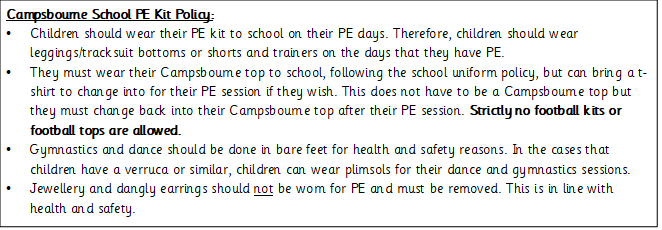 Campsbourne School PE Kit Policy:
• Children should wear their PE kit to school on their PE days. Therefore, children should wear
leggings/tracksuit bottoms or shorts and trainers on the days that they have PE.
• They must wear their Campsbourne top to school, following the school uniform policy, but can bring a t-
shirt to change into for their PE session if they wish. This does not have to be a Campsbourne top but
they must change back into their Campsbourne top after their PE session. Strictly no football kits or
football tops are allowed.
• Gymnastics and dance should be done in bare feet for health and safety reasons. In the cases that
children have a verruca or similar, children can wear plimsols for their dance and gymnastics sessions.
• Jewellery and dangly earrings should not be worn for PE and must be removed. This is in line with
health and safety.